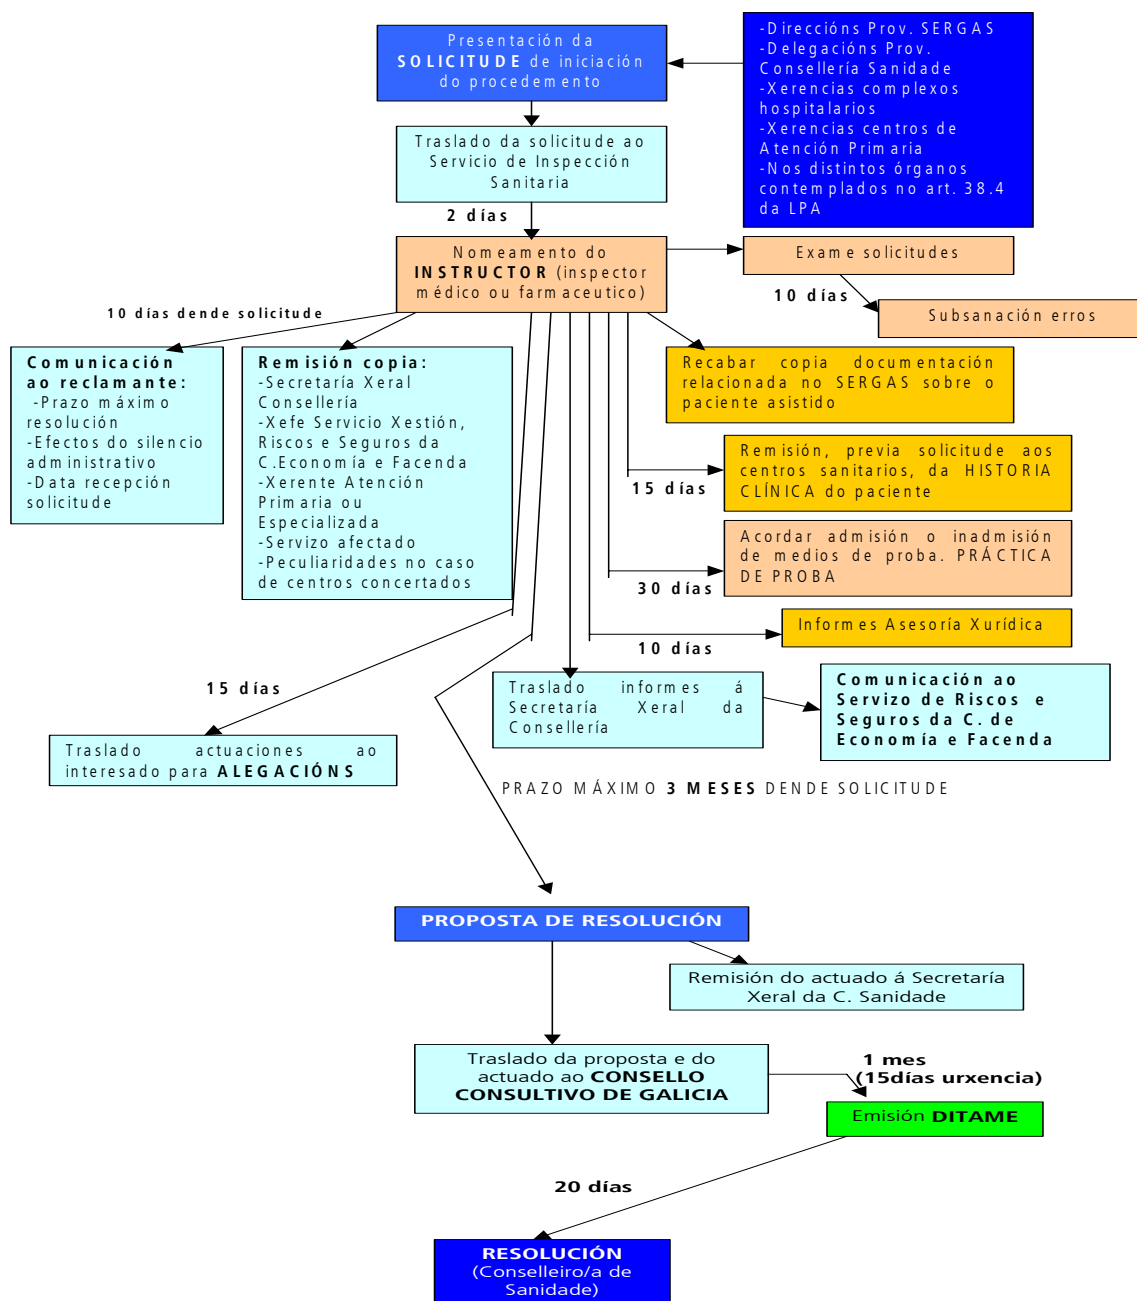 Presentación da
SOLICITUDE de iniciación
do procedemento
-Direccións Prov. SERGAS
-Delegacións Prov.
Consellería Sanidade
-Xerencias complexos
hospitalarios
-Xerencias centros de
Atención Primaria
-Nos distintos órganos
contemplados no art. 38.4
da LPA
Traslado da solicitude ao
Servicio de Inspección
Sanitaria
2 días
Nomeamento do
INSTRUCTOR (inspector
médico ou farmaceutico)
Exame solicitudes
10 días
Subsanación erros
10 días dende solicitude
Comunicación
ao reclamante:
-Prazo máximo
resolución
-Efectos do silencio
administrativo
-Data recepción
solicitude
Remisión copia:
-Secretaría Xeral
Consellería
-Xefe Servicio Xestión,
Riscos e Seguros da
C.Economía e Facenda
-Xerente Atención
Primaria ou
Especializada
-Servizo afectado
-Peculiaridades no caso
de centros concertados
Recabar copia documentación
relacionada no SERGAS sobre o
paciente asistido
15 días
Remisión, previa solicitude aos
centros sanitarios, da HISTORIA
CLÍNICA do paciente
30 días
Acordar admisión o inadmisión
de medios de proba. PRÁCTICA
DE PROBA
10 días
Informes Asesoría Xurídica
Traslado informes á
Secretaría Xeral da
Consellería
Comunicación ao
Servizo de Riscos e
Seguros da C. de
Economía e Facenda
15 días
Traslado actuaciones ao
interesado para ALEGACIÓNS
PRAZO MÁXIMO 3 MESES DENDE SOLICITUDE
PROPOSTA DE RESOLUCIÓN
Remisión do actuado á Secretaría
Xeral da C. Sanidade
Traslado da proposta e do
actuado ao CONSELLO
CONSULTIVO DE GALICIA
1 mes
(15días urxencia)
Emisión DITAME
20 días
RESOLUCIÓN
(Conselleiro/a de
Sanidade)